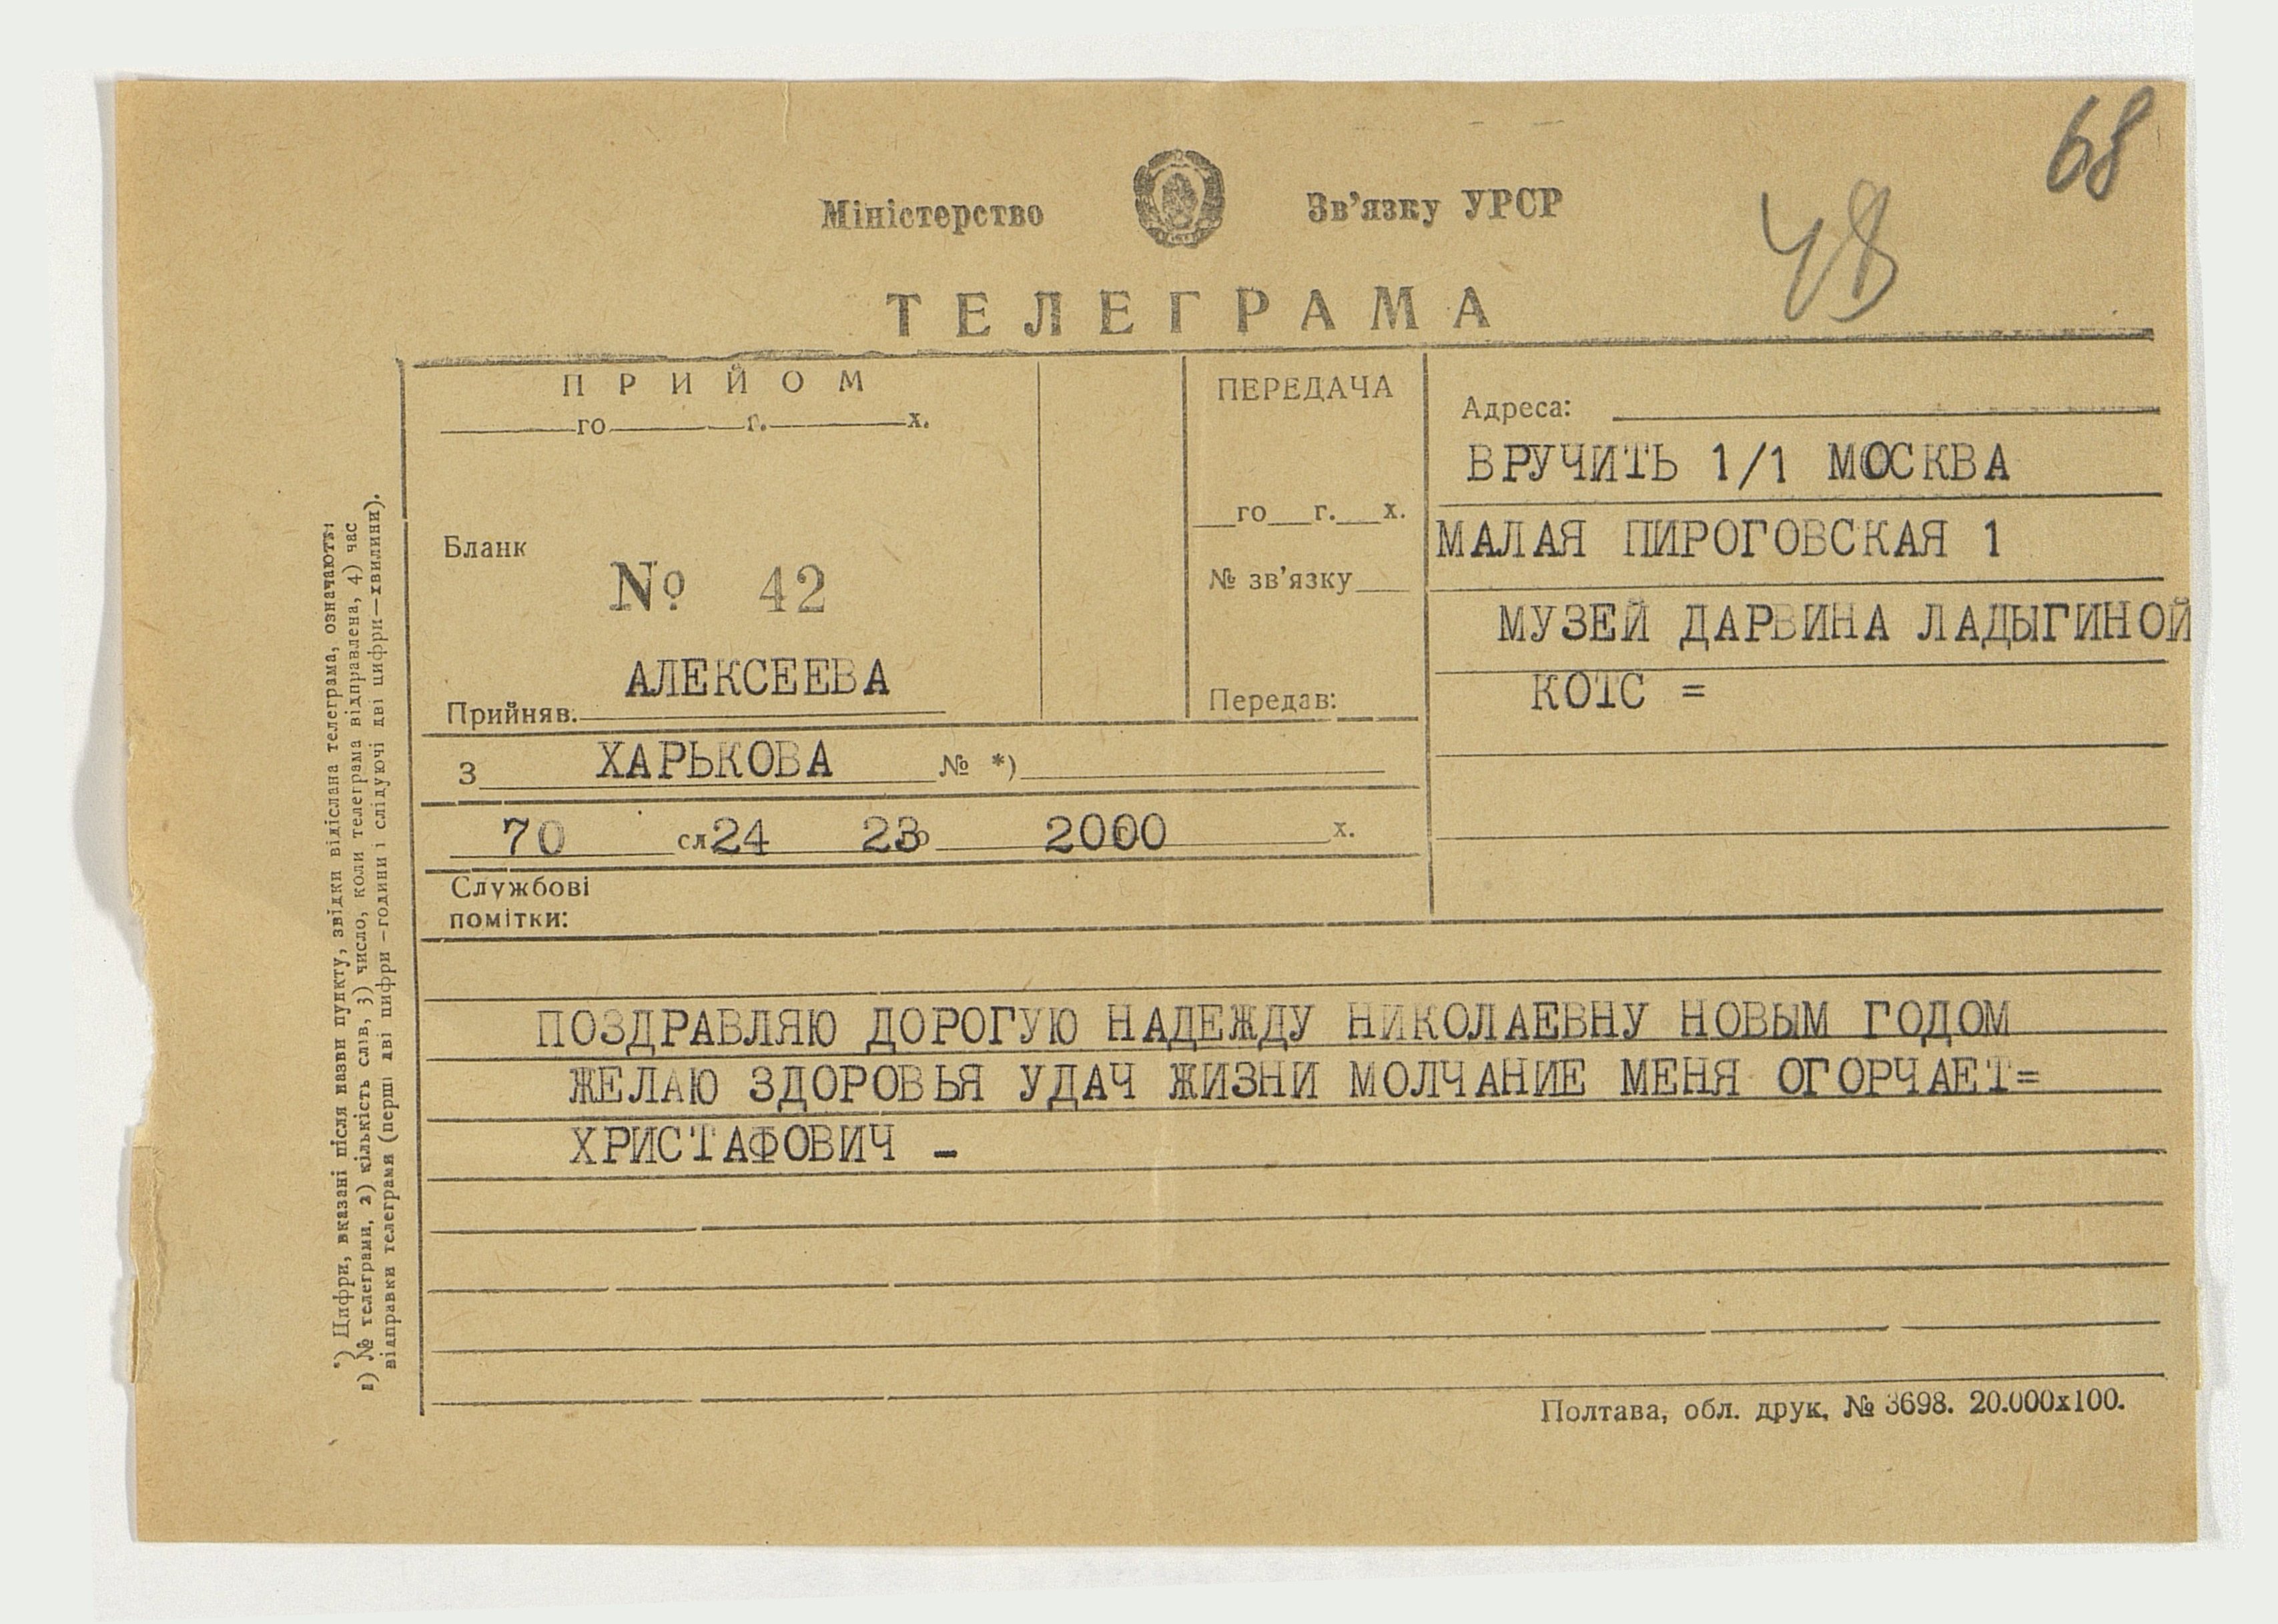 68
48
Міністерство Зв'язку УРСР
ТЕЛЕГРАМА
ПРИЙОМ
го г. х.
Бланк
№ 42
АЛЕКСЕЕВА
Прийняв.
ПЕРЕДАЧА
го г. х.
№ зв'язку
Передав:
Адреса:
ВРУЧИТЬ 1/1 МОСКВА
МАЛАЯ ПИРОГОВСКАЯ 1
МУЗЕЙ ДАРВИНА ЛАДЫГИНОЙ
КОТС =
з ХАРЬКОВА № *)
70 сл 24 23 2000 х.
Службові
помітки:
ПОЗДРАВЛЯЮ ДОРОГУЮ НАДЕЖДУ НИКОЛАЕВНУ НОВЫМ ГОДОМ
ЖЕЛАЮ ЗДОРОВЬЯ УДАЧ ЖИЗНИ МОЛЧАНИЕ МЕНЯ ОГОРЧАЕТ=
ХРИСТАФОВИЧ -
*) Цифри, вказані після назви пункту, звідки відіслана телеграма, означають:
1) № телеграми, 2) кількість слів, 3) число, коли телеграма відправлена, 4) час
відправки телеграми (перші дві цифри – години і слідуючі дві цифри — хвилини).
Полтава, обл. друк, № 3698. 20.000х100.